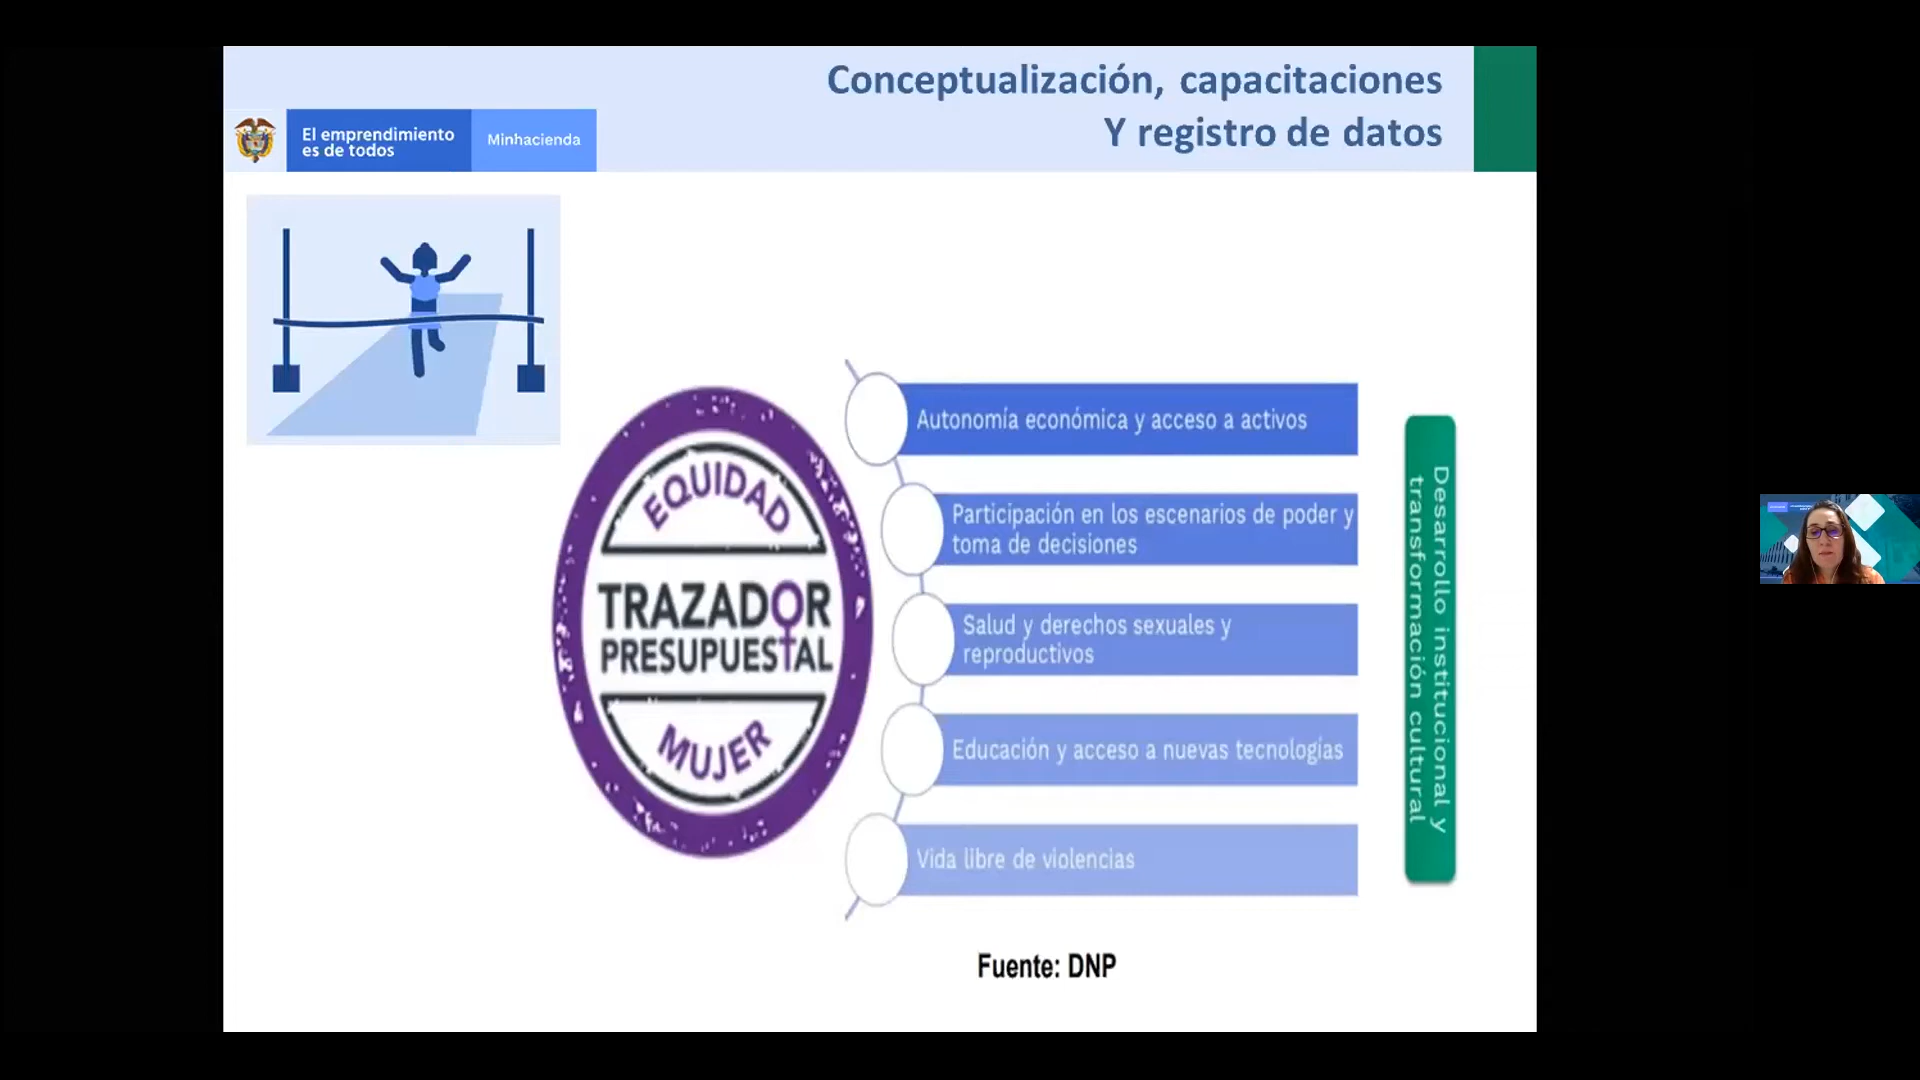 Conceptualización, capacitaciones
Y registro de datos
El emprendimiento
es de todos
Minhacienda
EQUIDAD
TRAZADOR
PRESUPUESTAL
MUJER
Autonomía económica y acceso a activos
Participación en los escenarios de poder y
toma de decisiones
Salud y derechos sexuales y
reproductivos
Educación y acceso a nuevas tecnologías
Vida libre de violencias
Desarrollo institucional y
transformación cultural
Fuente: DNP